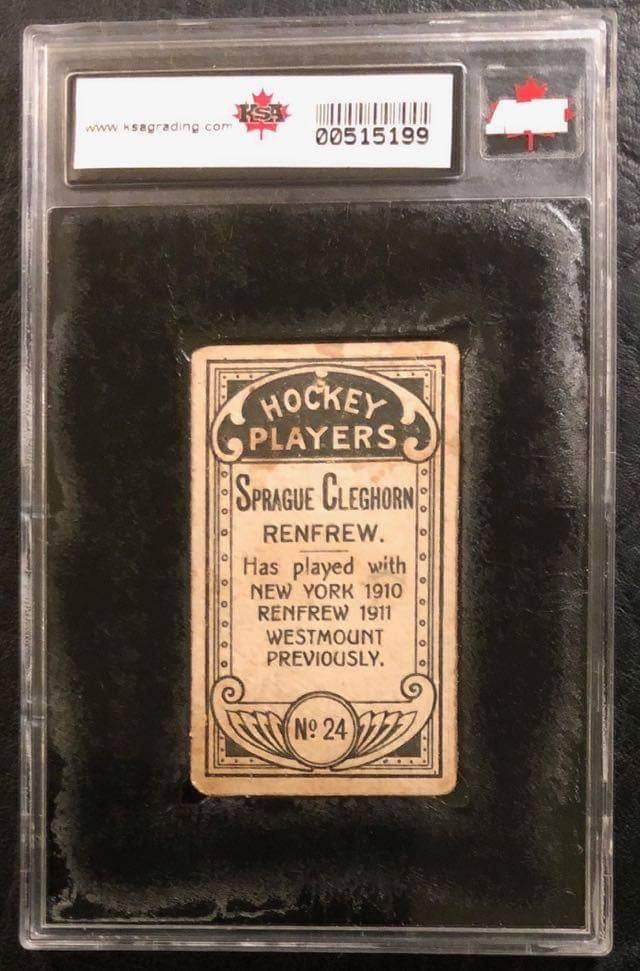 www.ksagrading.com
KSA
00515199
HOCKEY
PLAYERS
SPRAGUE CLEGHORN
RENFREW.
Has played with
NEW YORK 1910
RENFREW 1911
WESTMOUNT
PREVIOUSLY.
Nº 24